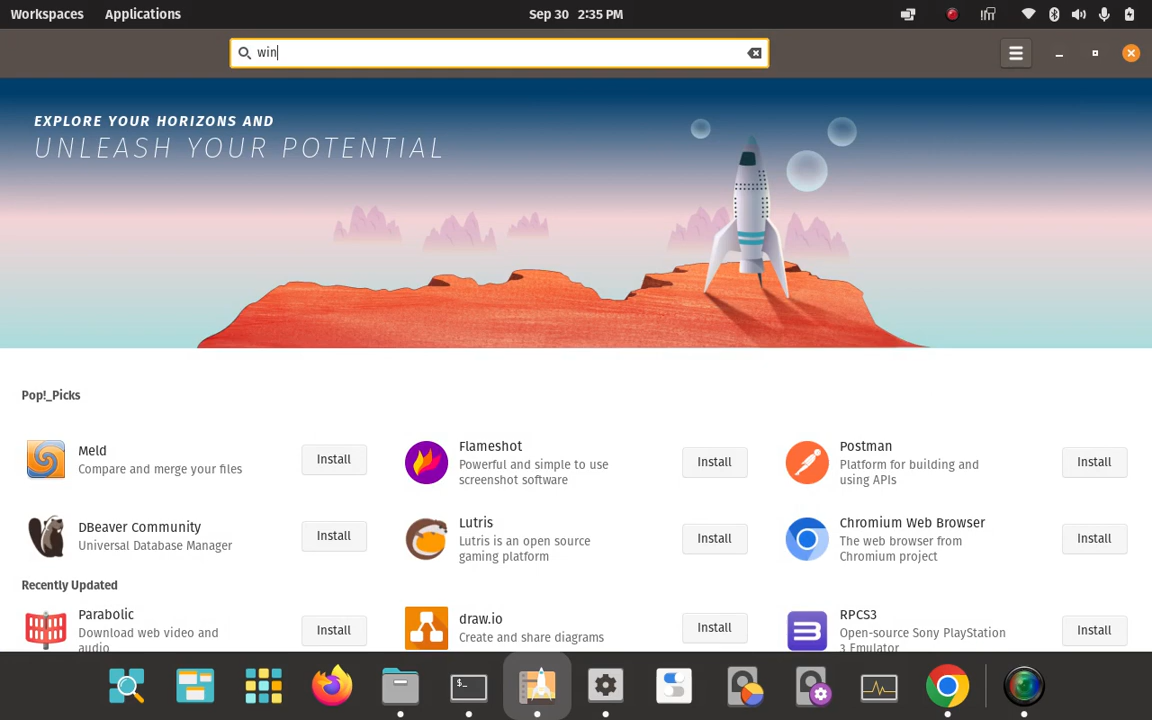 Workspaces Applications Sep 30 2:35 PM
win
EXPLORE YOUR HORIZONS AND
UNLEASH YOUR POTENTIAL
Pop!_Picks
Meld
Compare and merge your files
Install
Flameshot
Powerful and simple to use
screenshot software
Install
Postman
Platform for building and
using APIs
Install
DBeaver Community
Universal Database Manager
Install
Lutris
Lutris is an open source
gaming platform
Install
Chromium Web Browser
The web browser from
Chromium project
Install
Recently Updated
Parabolic
Download web video and
audio
Install
draw.io
Create and share diagrams
Install
RPCS3
Open-source Sony PlayStation
3 Emulator
Install
$_